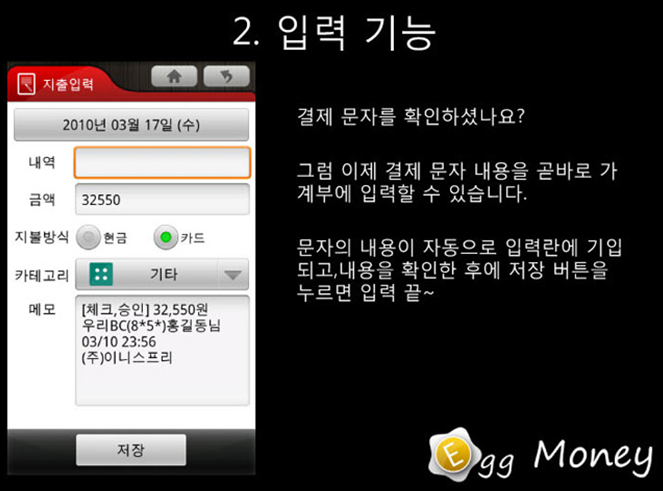 2. 입력 기능
지출입력
2010년 03월 17일 (수)
내역
금액 32550
지불방식 현금 카드
카테고리 기타
메모 [체크,승인] 32,550원
우리BC(8*5*)홍길동님
03/10 23:56
(주)이니스프리
저장
결제 문자를 확인하셨나요?
그럼 이제 결제 문자 내용을 곧바로 가
계부에 입력할 수 있습니다.
문자의 내용이 자동으로 입력란에 기입
되고,내용을 확인한 후에 저장 버튼을
누르면 입력 끝~
Egg Money